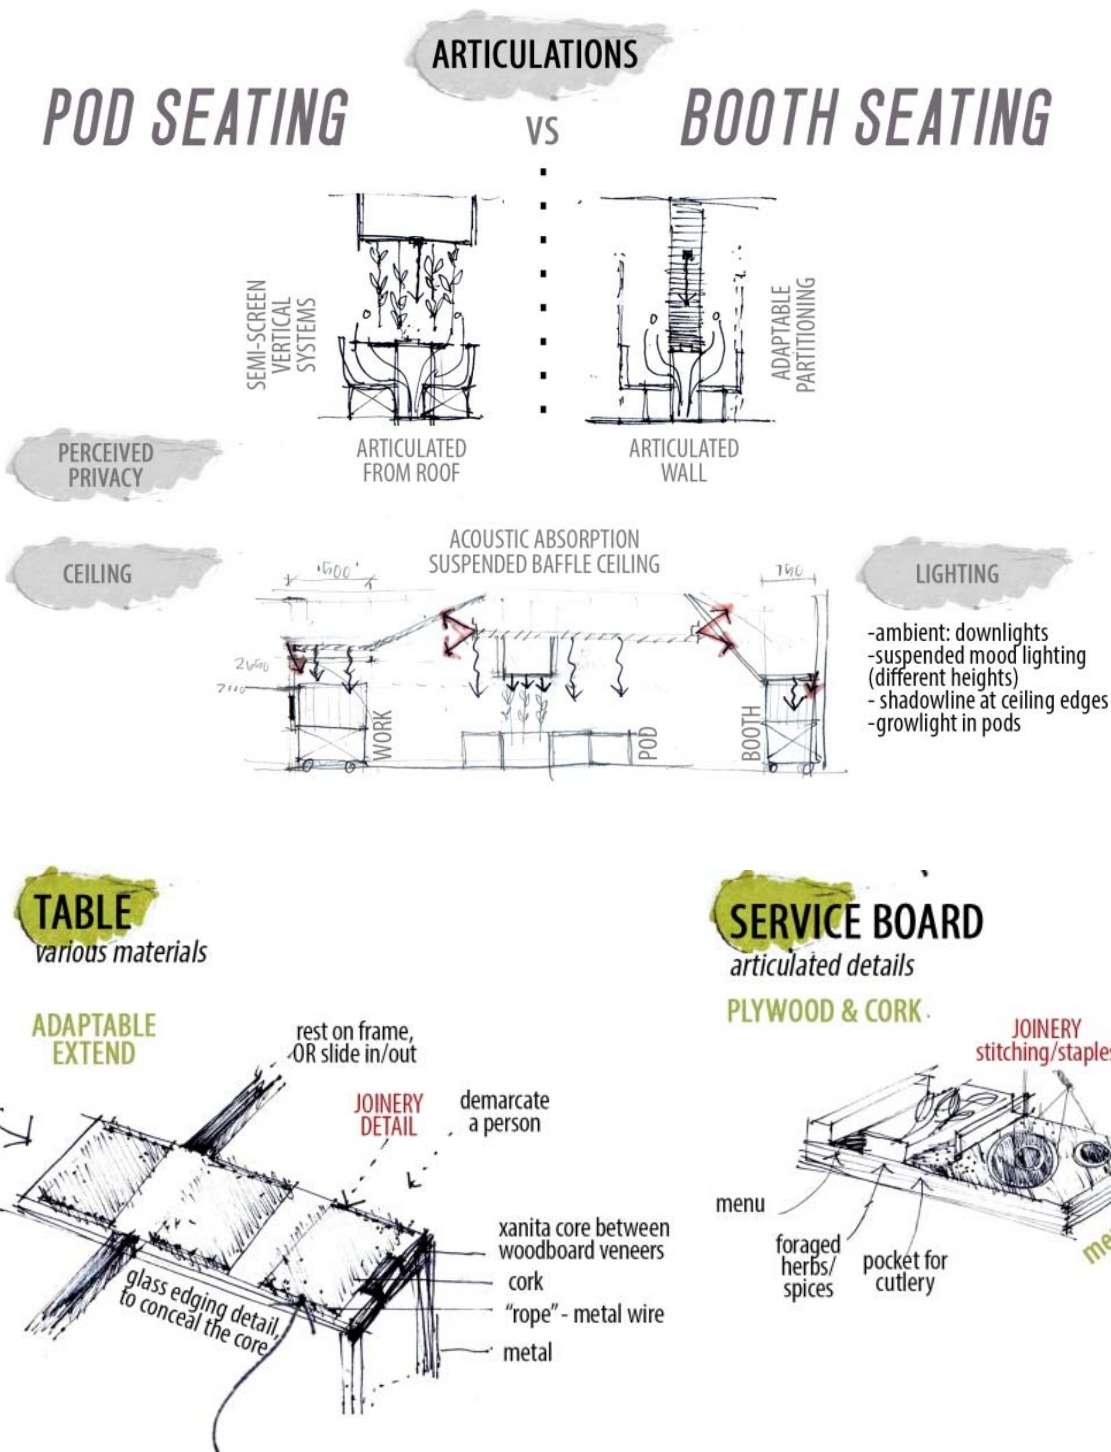 ARTICULATIONS
POD SEATING
VS
BOOTH SEATING
SEMI-SCREEN
VERTICAL
SYSTEMS
ADAPTABLE
PARTITIONING
PERCEIVED
PRIVACY
ARTICULATED
FROM ROOF
ARTICULATED
WALL
CEILING
ACOUSTIC ABSORPTION
SUSPENDED BAFFLE CEILING
LIGHTING
1500
750
-ambient: downlights
-suspended mood lighting
(different heights)
- shadowline at ceiling edges
-growlight in pods
WORK
POD
BOOTH
TABLE
various materials
ADAPTABLE
EXTEND
rest on frame,
OR slide in/out
JOINERY
DETAIL
demarcate
a person
xanita core between
woodboard veneers
cork
"rope" - metal wire
metal
glass edging detail,
to conceal the core
SERVICE BOARD
articulated details
PLYWOOD & CORK
JOINERY
stitching/staples
menu
foraged
herbs/
spices
pocket for
cutlery